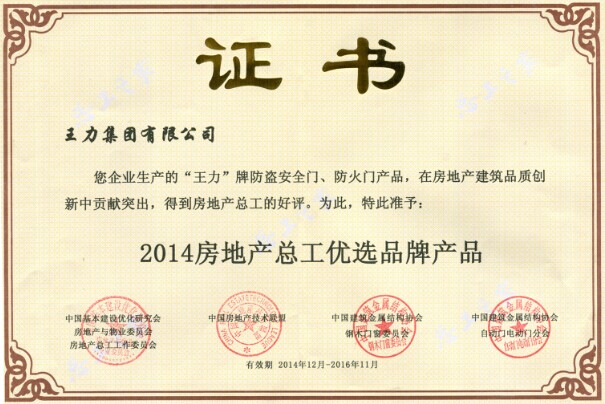 证书
王力集团有限公司
您企业生产的“王力”牌防盗安全门、防火门产品，在房地产建筑品质创
新中贡献突出，得到房地产总工的好评。为此，特此准予：
2014房地产总工优选品牌产品
中国基本建设优化研究会
房地产与物业委员会
房地产总工工作委员会
中国房地产技术联盟
中国建筑金属结构协会
钢木门窗委员会
中国建筑金属结构协会
自动门电动门分会
有效期 2014年12月-2016年11月